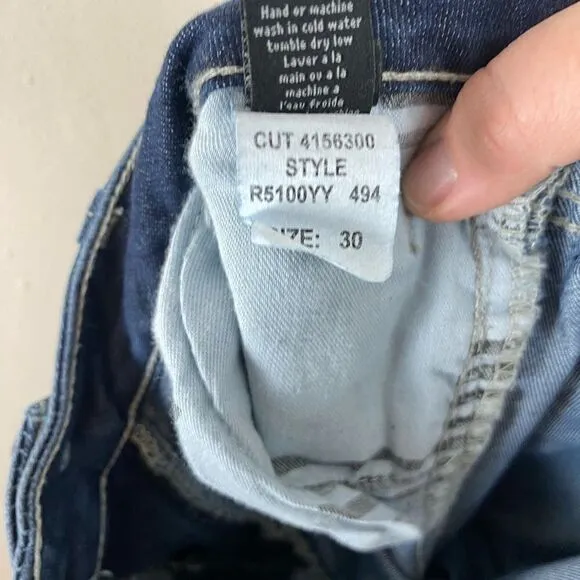 Hand or machine
wash in cold water
tumble dry low
Laver a la
main ou a la
machine a
l'eau froide
CUT 4156300
STYLE
R5100YY 494
SIZE: 30